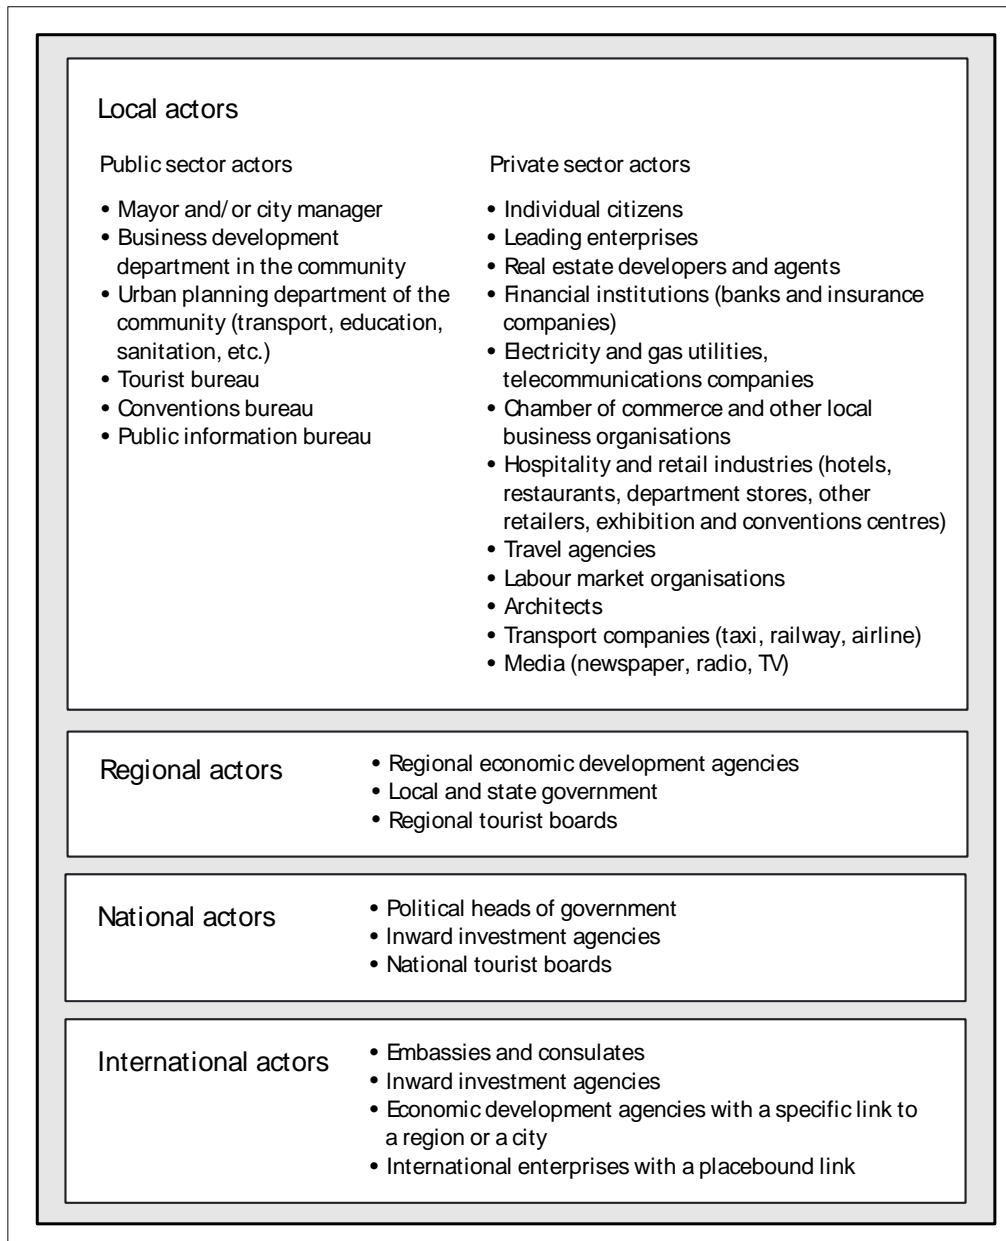 Local actors
Public sector actors
• Mayor and/or city manager
• Business development
department in the community
• Urban planning department of the
community (transport, education,
sanitation, etc.)
• Tourist bureau
• Conventions bureau
• Public information bureau
Private sector actors
• Individual citizens
• Leading enterprises
• Real estate developers and agents
• Financial institutions (banks and insurance
companies)
• Electricity and gas utilities,
telecommunications companies
• Chamber of commerce and other local
business organisations
• Hospitality and retail industries (hotels,
restaurants, department stores, other
retailers, exhibition and conventions centres)
• Travel agencies
• Labour market organisations
• Architects
• Transport companies (taxi, railway, airline)
• Media (newspaper, radio, TV)
Regional actors
• Regional economic development agencies
• Local and state government
• Regional tourist boards
National actors
• Political heads of government
• Inward investment agencies
• National tourist boards
International actors
• Embassies and consulates
• Inward investment agencies
• Economic development agencies with a specific link to
a region or a city
• International enterprises with a placebound link